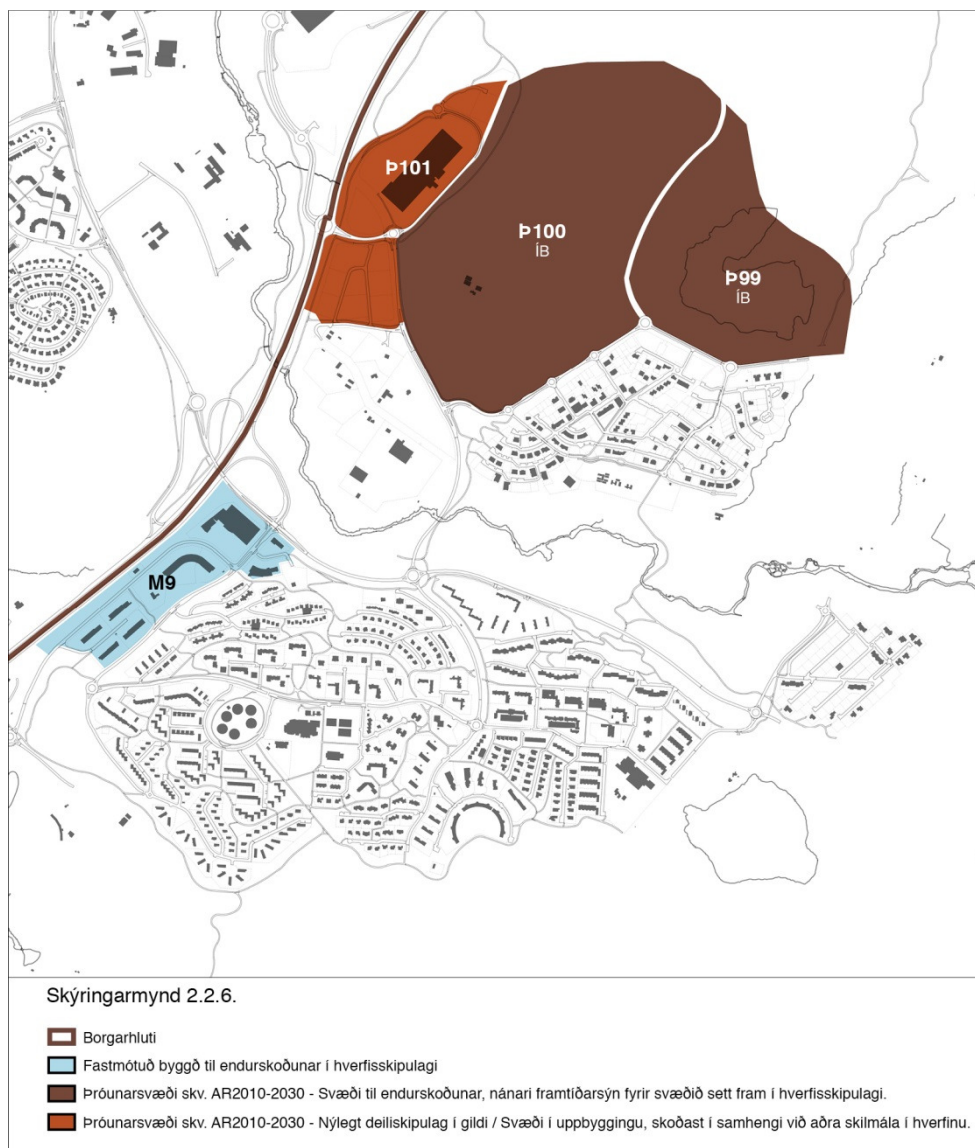 Þ101
Þ100
ÍB
Þ99
ÍB
M9
Skýringarmynd 2.2.6.
Borgarhluti
Fastmótuð byggð til endurskoðunar í hverfisskipulagi
Þróunarsvæði skv. AR2010-2030 - Svæði til endurskoðunar, nánari framtíðarsýn fyrir svæðið sett fram í hverfisskipulagi.
Þróunarsvæði skv. AR2010-2030 - Nýlegt deiliskipulag í gildi / Svæði í uppbyggingu, skoðast í samhengi við aðra skilmála í hverfinu.